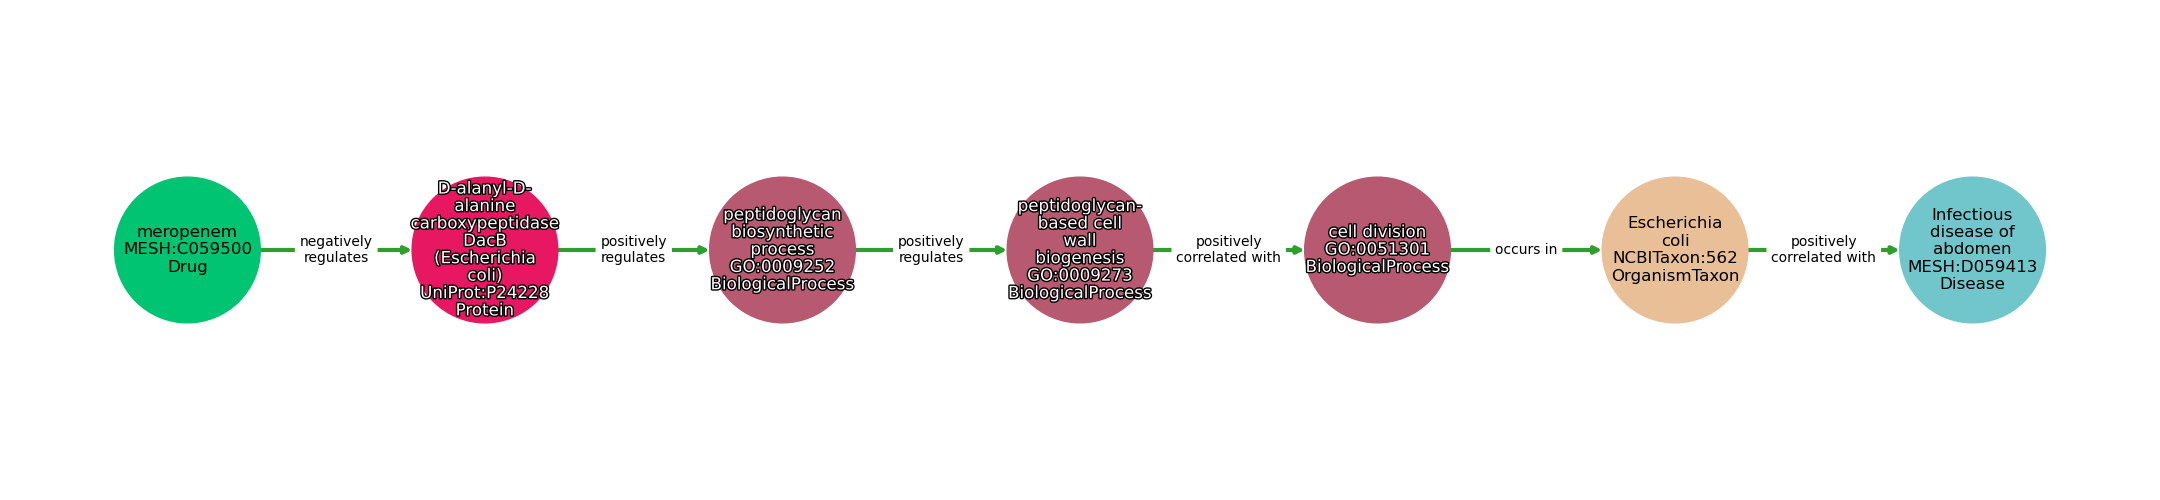 meropenem
MESH:C059500
Drug
negatively
regulates
D-alanyl-D-
alanine
carboxypeptidase
DacB
(Escherichia
coli)
UniProt:P24228
Protein
positively
regulates
peptidoglycan
biosynthetic
process
GO:0009252
BiologicalProcess
positively
regulates
peptidoglycan-
based cell
wall
biogenesis
GO:0009273
BiologicalProcess
positively
correlated with
cell division
GO:0051301
BiologicalProcess
occurs in
Escherichia
coli
NCBITaxon:562
OrganismTaxon
positively
correlated with
Infectious
disease of
abdomen
MESH:D059413
Disease